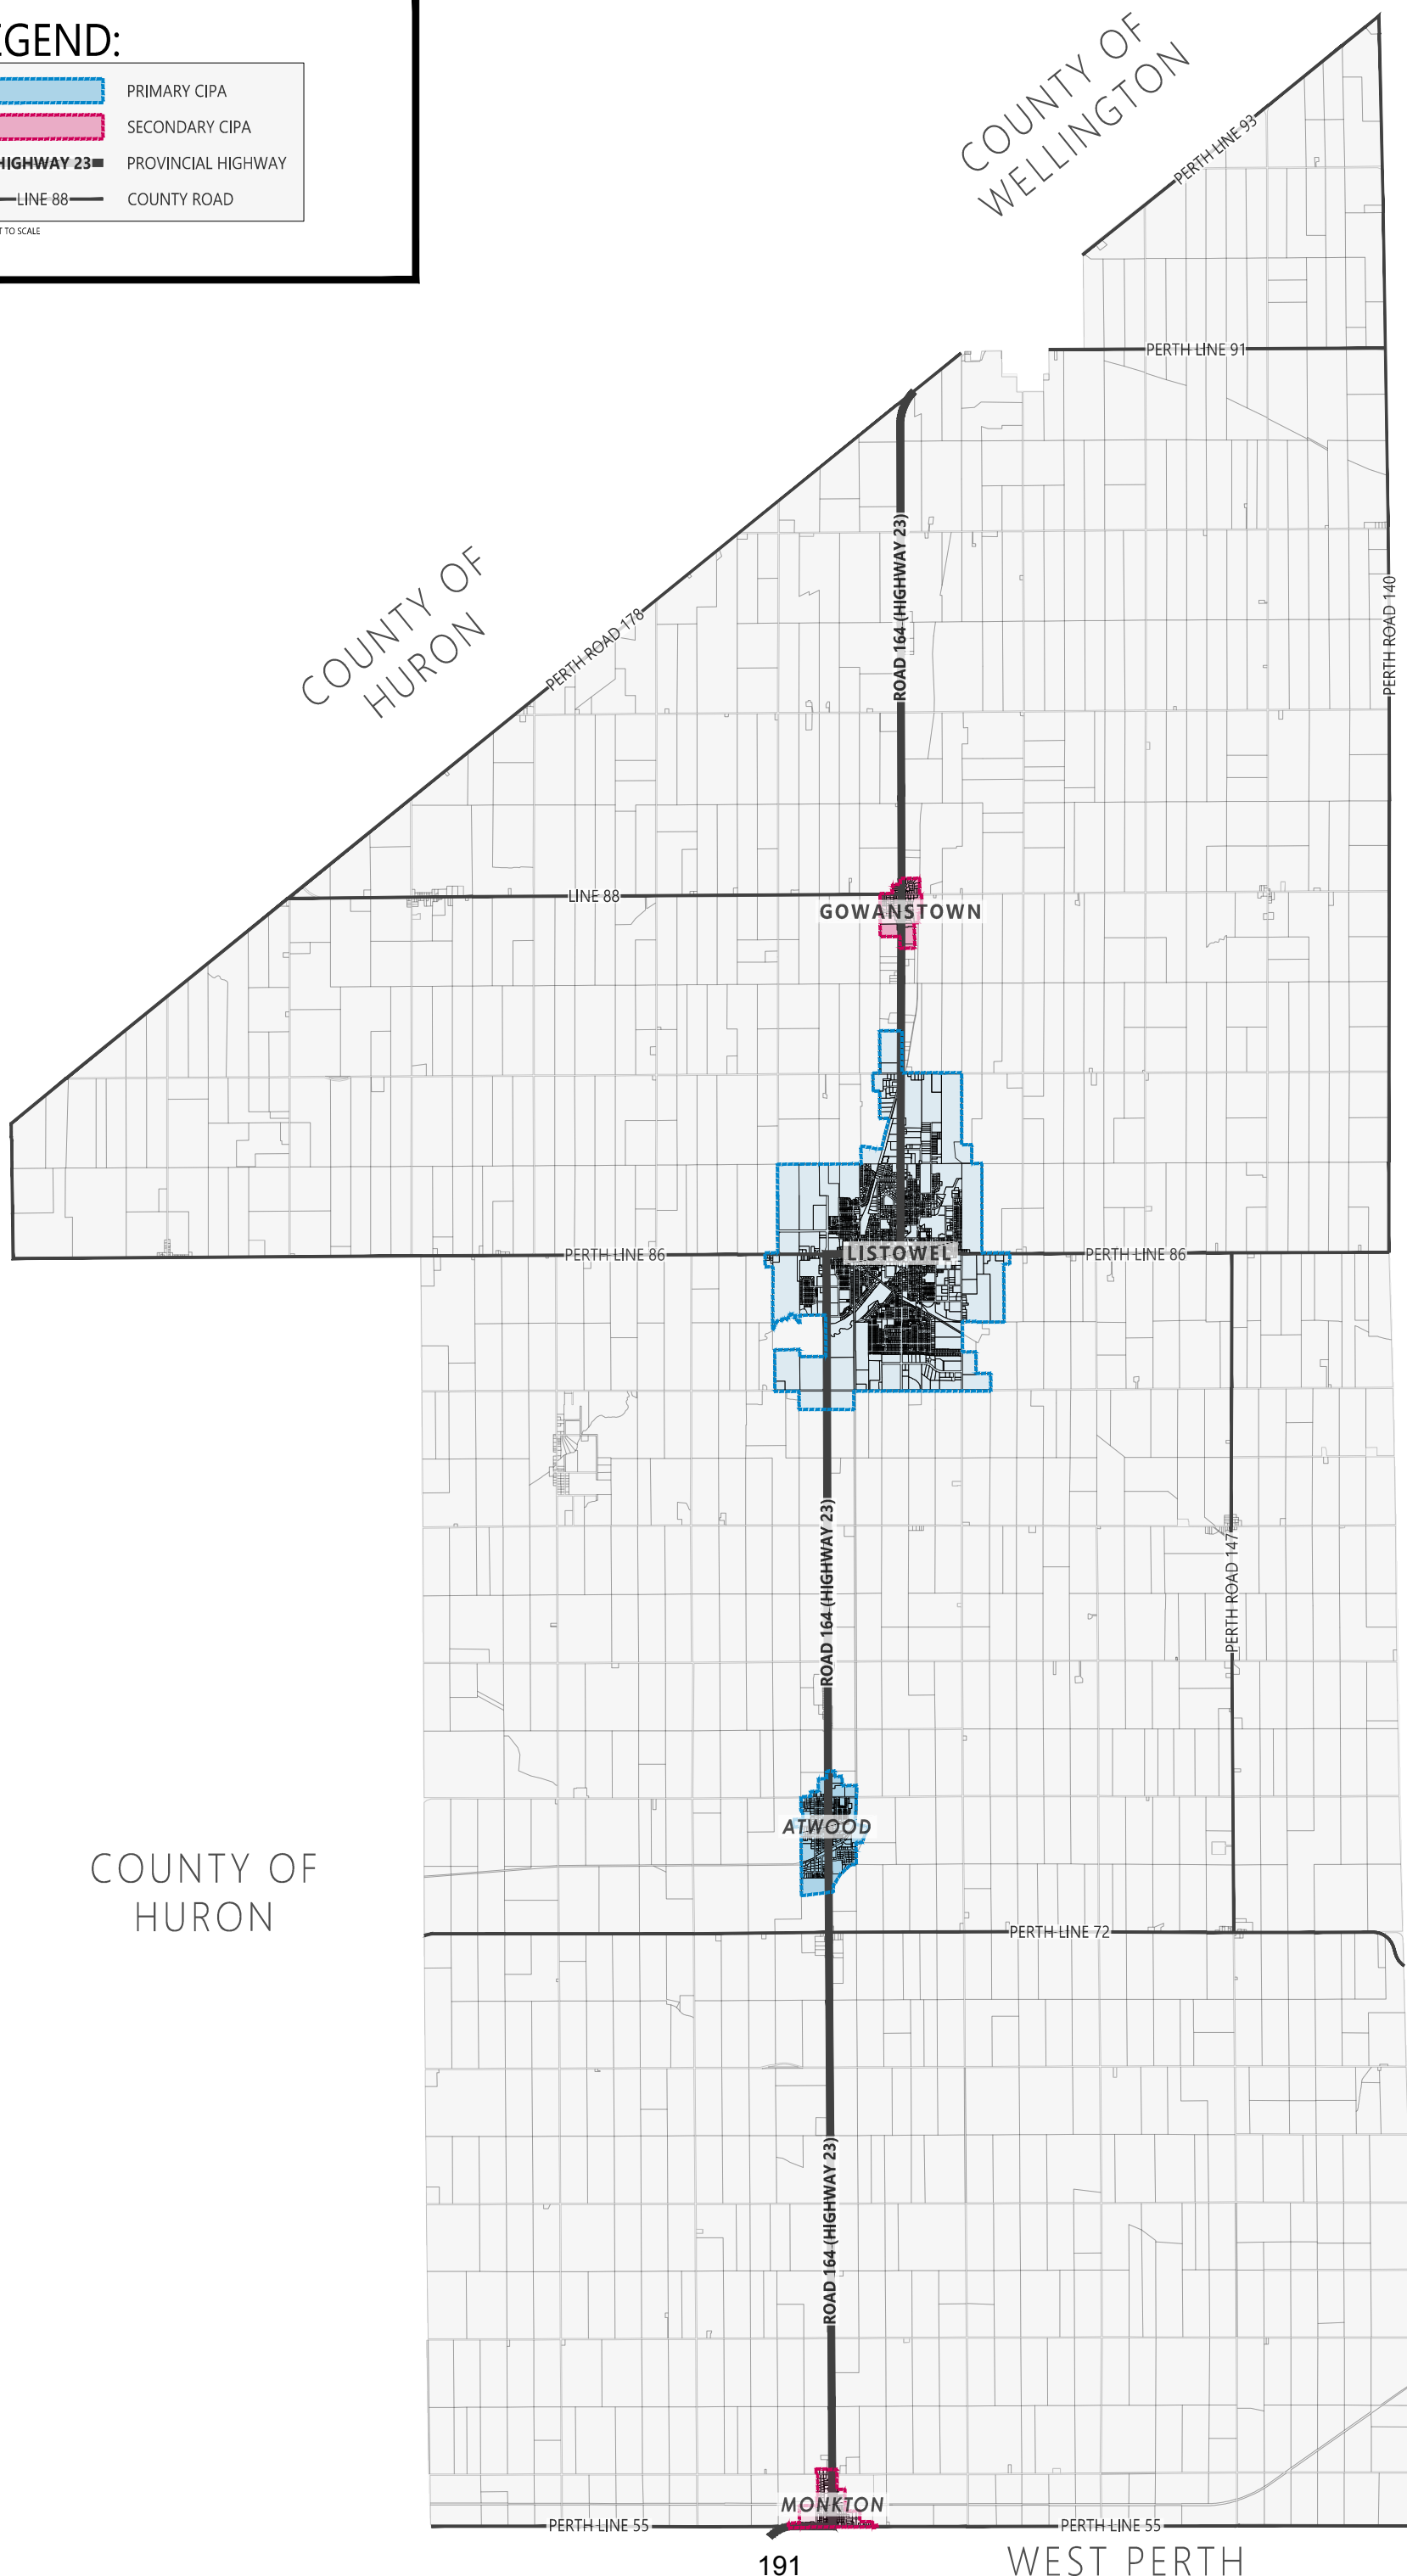 EGEND:
PRIMARY CIPA
SECONDARY CIPA
HIGHWAY 23
PROVINCIAL HIGHWAY
LINE 88
COUNTY ROAD
T TO SCALE
COUNTY OF
WELLINGTON
PERTH LINE 93
PERTH LINE 91
ROAD 164 (HIGHWAY 23)
COUNTY OF
HURON
PERTH ROAD 178
PERTH ROAD 140
LINE 88
GOWANSTOWN
PERTH LINE 86
LISTOWEL
PERTH LINE 86
ROAD 164 (HIGHWAY 23)
PERTH ROAD 147
ATWOOD
COUNTY OF
HURON
PERTH LINE 72
ROAD 164 (HIGHWAY 23)
MONKTON
PERTH LINE 55
PERTH LINE 55
191
WEST PERTH